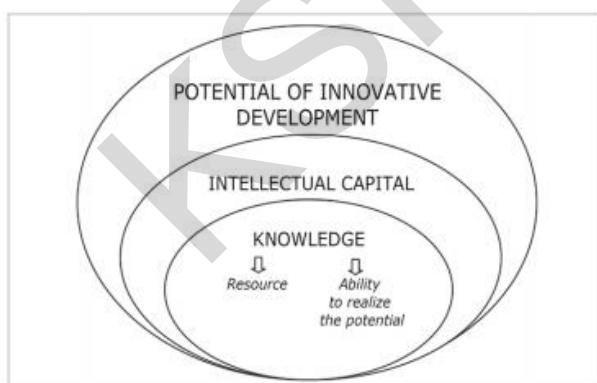 POTENTIAL OF INNOVATIVE
DEVELOPMENT
INTELLECTUAL CAPITAL
KNOWLEDGE
Resource
Ability
to realize
the potential